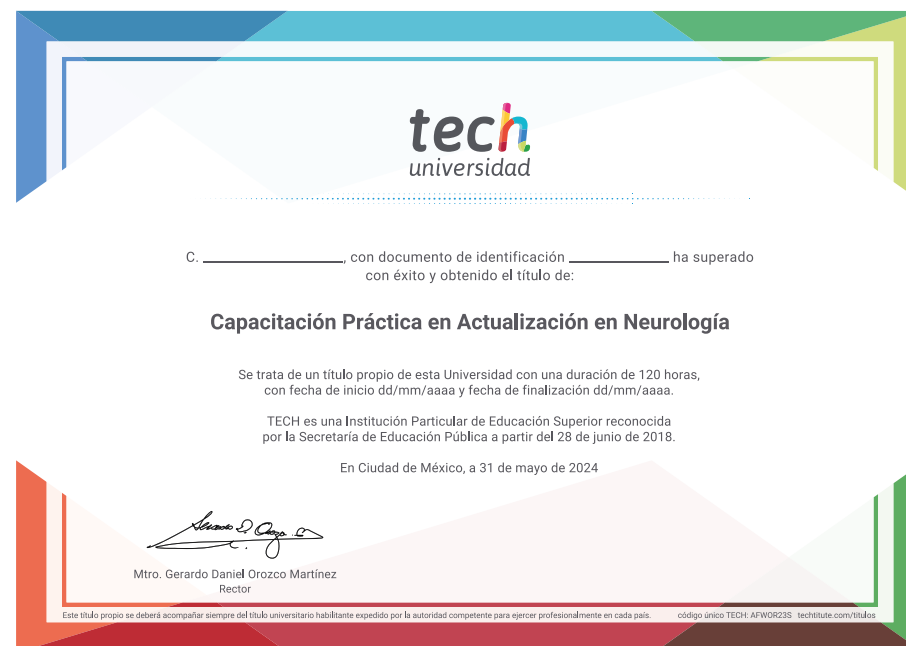 tech
universidad
C. ____________________, con documento de identificación ______________ ha superado
con éxito y obtenido el título de:
Capacitación Práctica en Actualización en Neurología
Se trata de un título propio de esta Universidad con una duración de 120 horas,
con fecha de inicio dd/mm/aaaa y fecha de finalización dd/mm/aaaa.
TECH es una Institución Particular de Educación Superior reconocida
por la Secretaría de Educación Pública a partir del 28 de junio de 2018.
En Ciudad de México, a 31 de mayo de 2024
Mtro. Gerardo Daniel Orozco Martínez
Rector
Este título propio se deberá acompañar siempre del título universitario habilitante expedido por la autoridad competente para ejercer profesionalmente en cada país. código único TECH: AFWOR23S techtitute.com/titulos